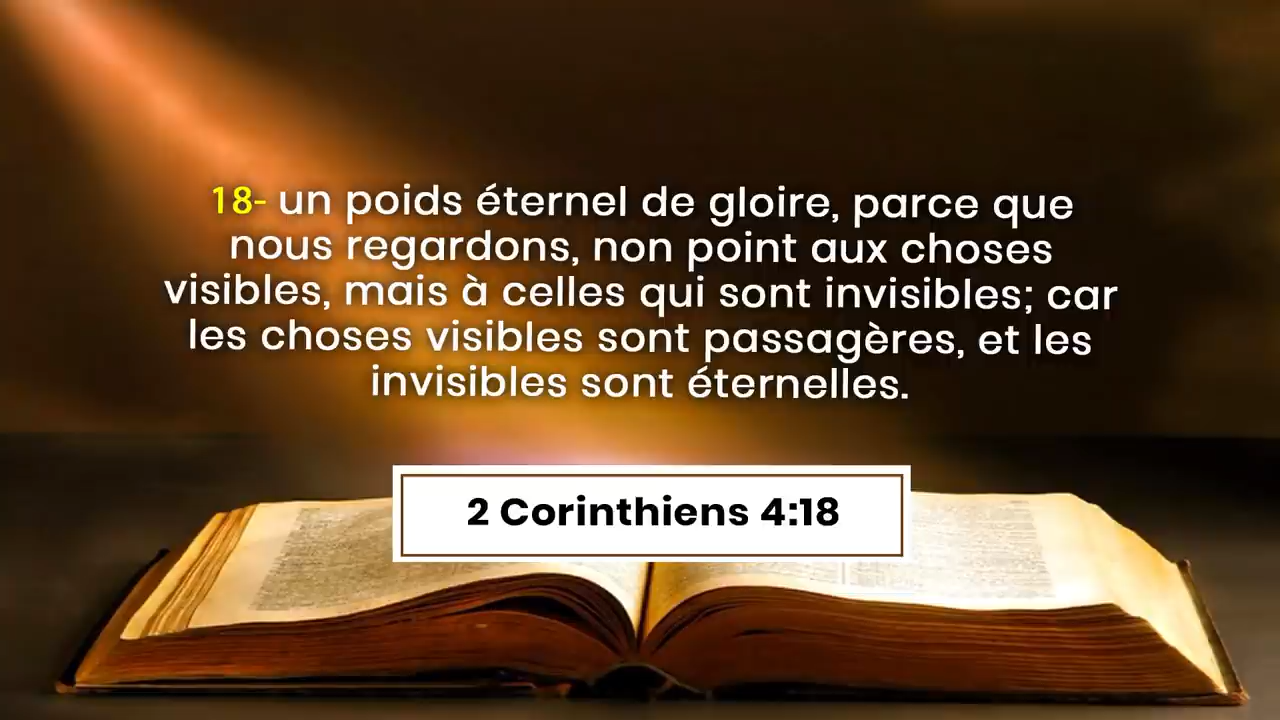 18- un poids éternel de gloire, parce que
nous regardons, non point aux choses
visibles, mais à celles qui sont invisibles; car
les choses visibles sont passagères, et les
invisibles sont éternelles.
2 Corinthiens 4:18